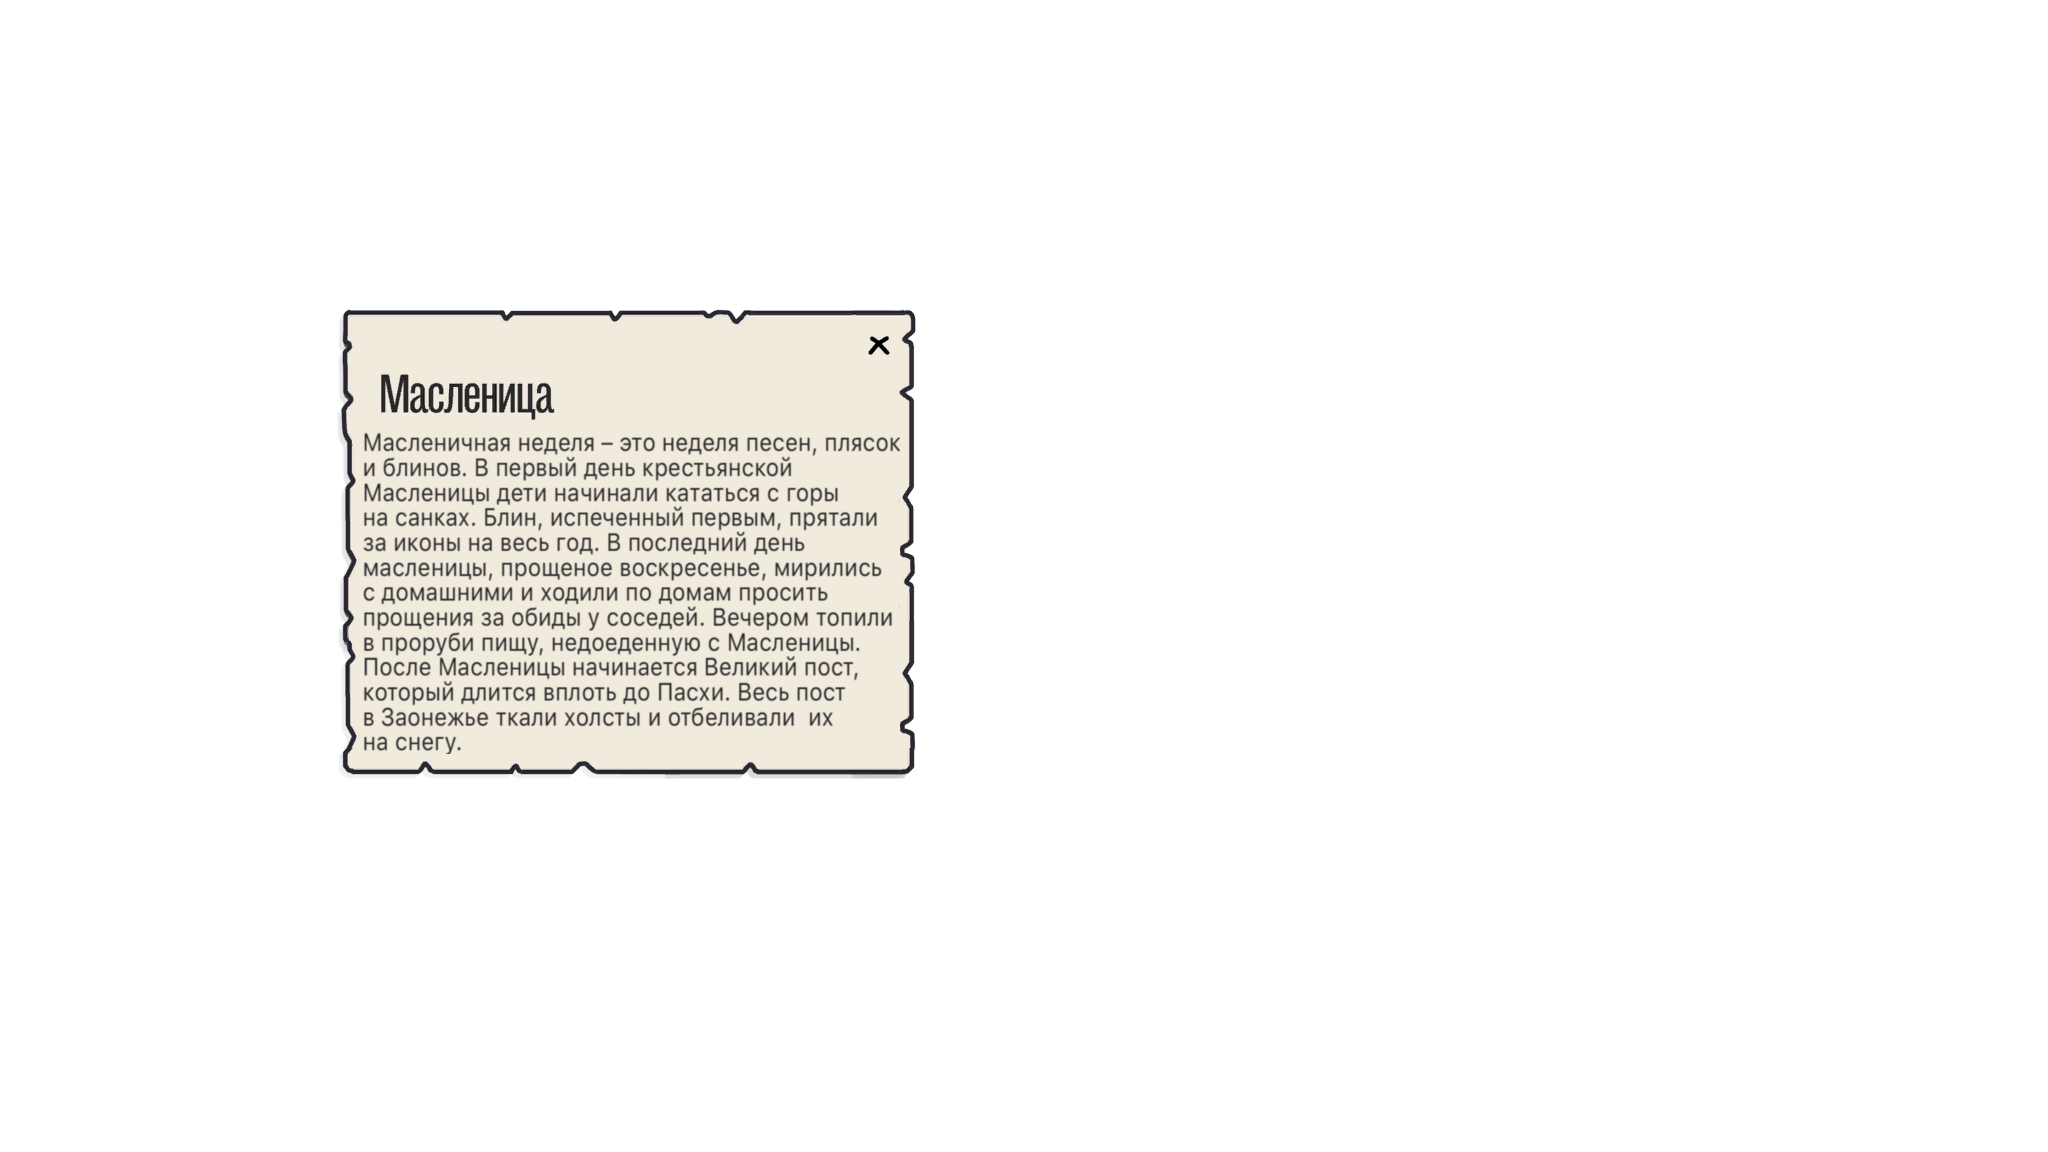 Масленица
Масленичная неделя – это неделя песен, плясок
и блинов. В первый день крестьянской
Масленицы дети начинали кататься с горы
на санках. Блин, испеченный первым, прятали
за иконы на весь год. В последний день
масленицы, прощеное воскресенье, мирились
с домашними и ходили по домам просить
прощения за обиды у соседей. Вечером топили
в проруби пищу, недоеденную с Масленицы.
После Масленицы начинается Великий пост,
который длится вплоть до Пасхи. Весь пост
в Заонежье ткали холсты и отбеливали  их
на снегу.